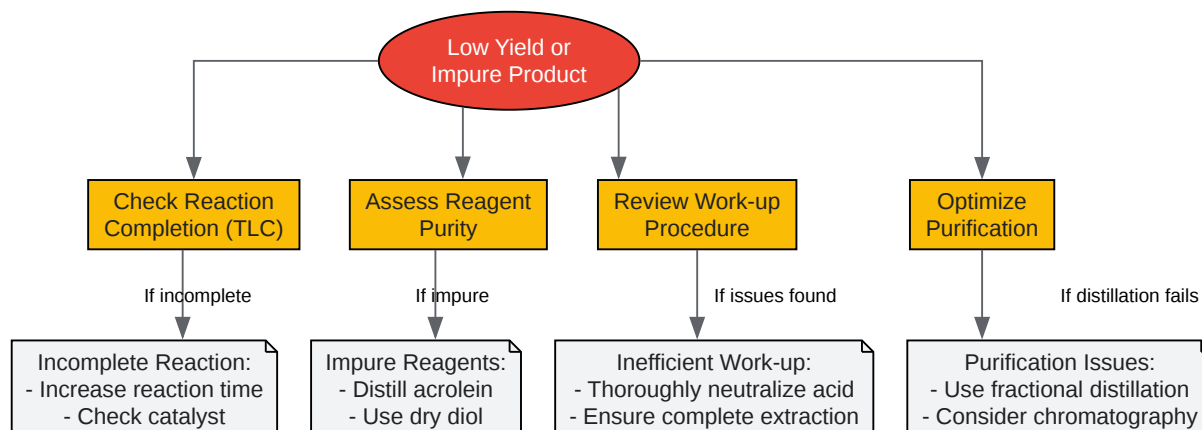 Low Yield or
Impure Product
Check Reaction
Completion (TLC)
Assess Reagent
Purity
Review Work-up
Procedure
Optimize
Purification
If incomplete
If impure
If issues found
If distillation fails
Incomplete Reaction:
- Increase reaction time
- Check catalyst
Impure Reagents:
- Distill acrolein
- Use dry diol
Inefficient Work-up:
- Thoroughly neutralize acid
- Ensure complete extraction
Purification Issues:
- Use fractional distillation
- Consider chromatography